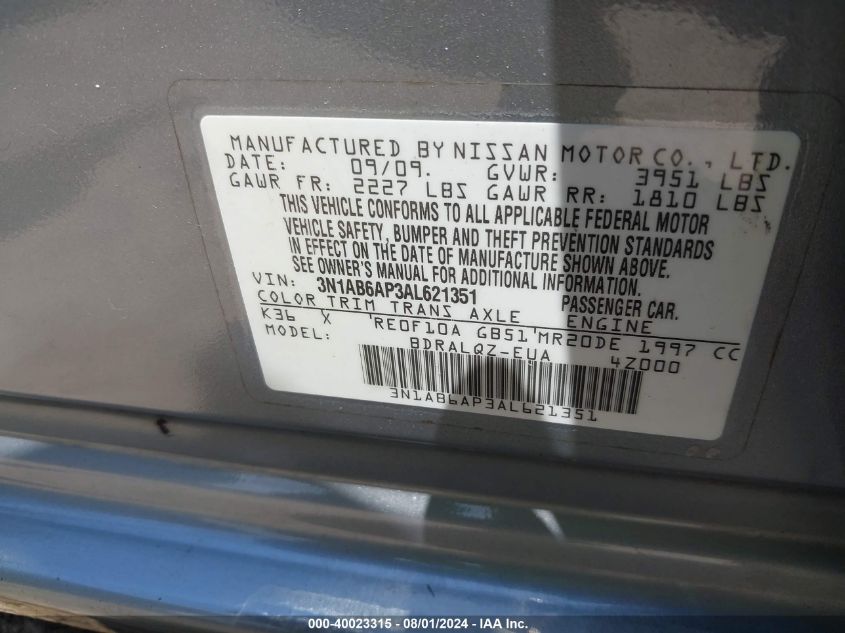 MANUFACTURED BY NISSAN MOTOR CO., LTD.
DATE: 09/09. GVWR: 3951 LBS
GAWR FR: 2227 LBS GAWR RR: 1810 LBS
THIS VEHICLE CONFORMS TO ALL APPLICABLE FEDERAL MOTOR
VEHICLE SAFETY, BUMPER AND THEFT PREVENTION STANDARDS
IN EFFECT ON THE DATE OF MANUFACTURE SHOWN ABOVE.
SEE OWNER'S MANUAL FOR ADDITIONAL INFORMATION.
VIN: 3N1AB6AP3AL621351 PASSENGER CAR.
COLOR TRIM TRANS AXLE ENGINE
K36 X RE0F10A GB51 MR20DE 1997 CC
MODEL: BDRALQZ-EUA 4Z000
3N1AB6AP3AL621351
000-40023315 - 08/01/2024 - IAAI.com